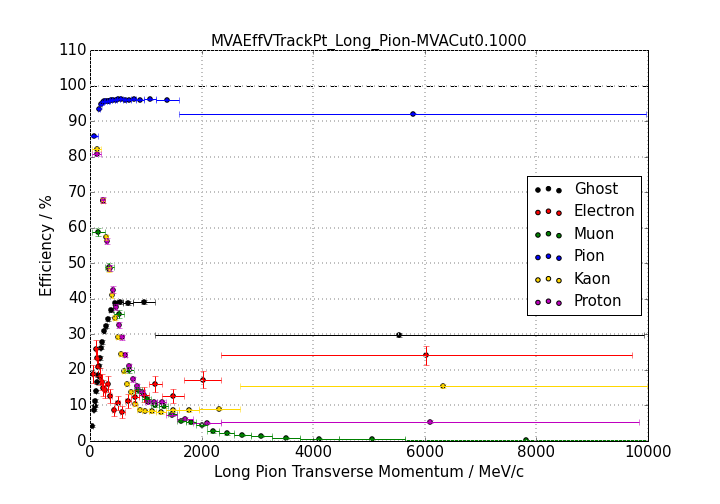 MVAEffVTrackPt_Long_Pion-MVACut0.1000
110
100
90
80
70
60
50
40
30
20
10
0
Efficiency / %
Ghost
Electron
Muon
Pion
Kaon
Proton
0 2000 4000 6000 8000 10000
Long Pion Transverse Momentum / MeV/c